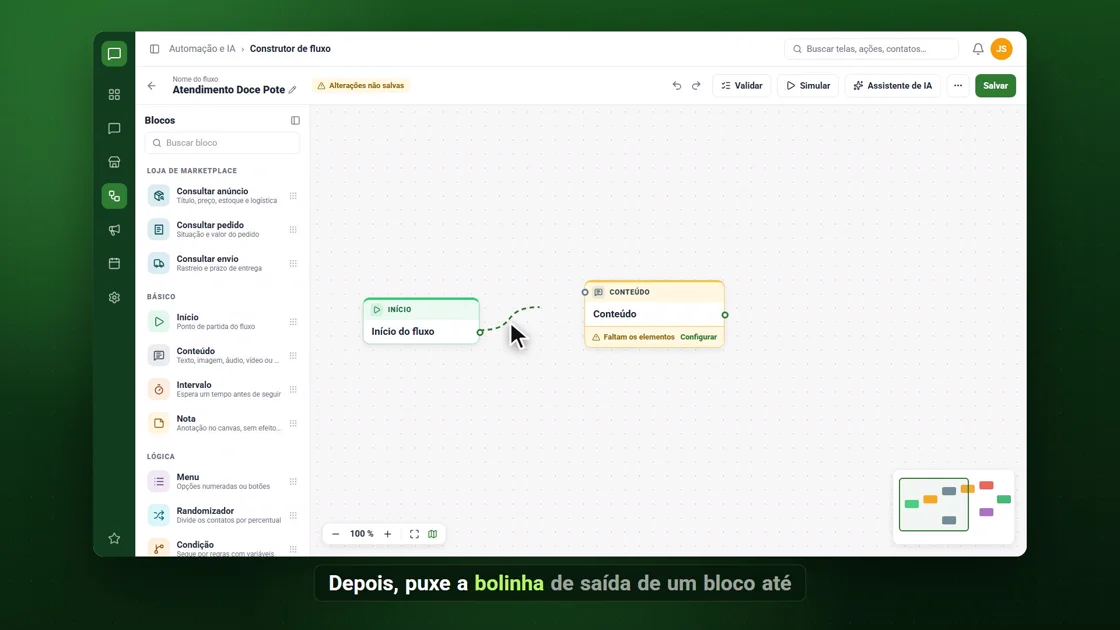 Automação e IA › Construtor de fluxo
Buscar telas, ações, contatos...
JS
Nome do fluxo
Atendimento Doce Pote
Alterações não salvas
Validar
Simular
Assistente de IA
Salvar
Blocos
Buscar bloco
LOJA DE MARKETPLACE
Consultar anúncio
Título, preço, estoque e logística
Consultar pedido
Situação e valor do pedido
Consultar envio
Rastreio e prazo de entrega
BÁSICO
Início
Ponto de partida do fluxo
Conteúdo
Texto, imagem, áudio, vídeo ou ...
Intervalo
Espera um tempo antes de seguir
Nota
Anotação no canvas, sem efeito...
LÓGICA
Menu
Opções numeradas ou botões
Randomizador
Divide os contatos por percentual
Condição
Segue por regras com variáveis
INÍCIO
Início do fluxo
CONTEÚDO
Conteúdo
Faltam os elementos Configurar
100 %
Depois, puxe a bolinha de saída de um bloco até